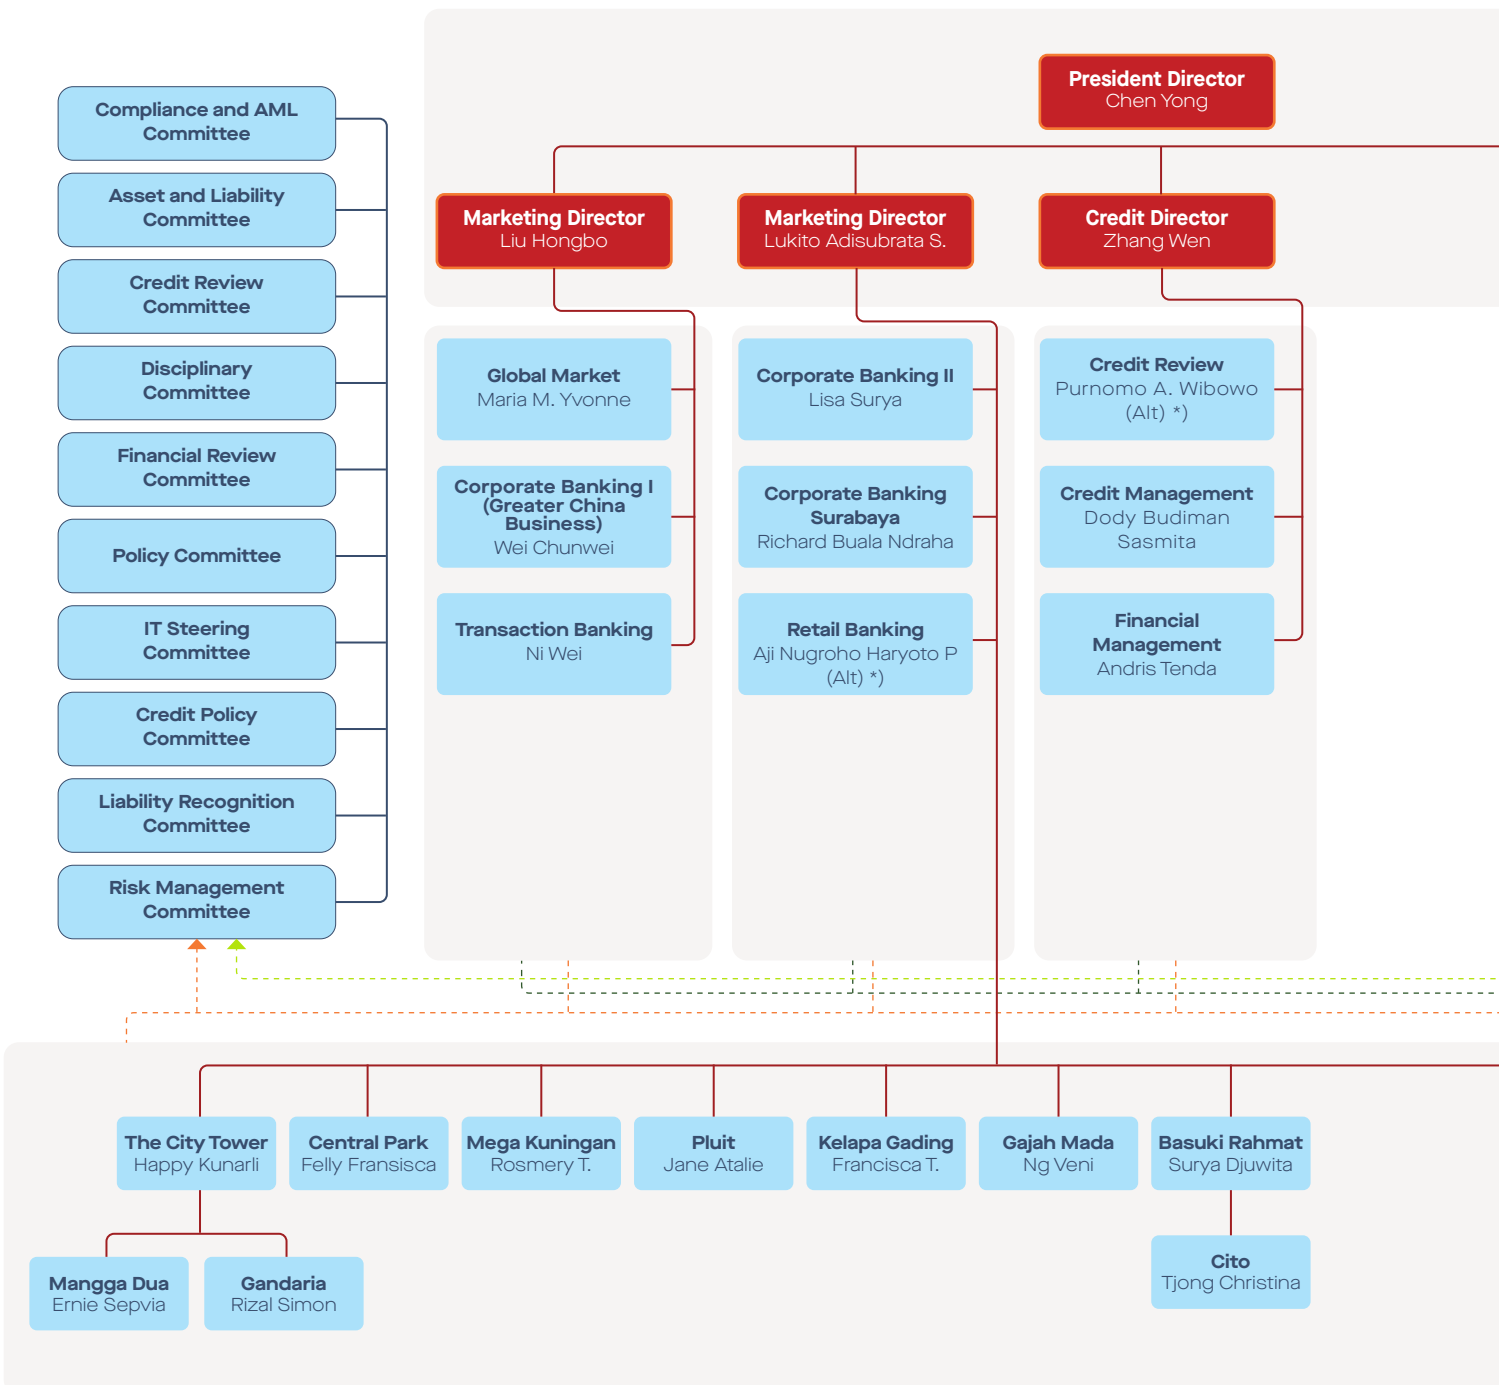 President Director
Chen Yong
Compliance and AML
Committee
Asset and Liability
Committee
Credit Review
Committee
Disciplinary
Committee
Financial Review
Committee
Policy Committee
IT Steering
Committee
Credit Policy
Committee
Liability Recognition
Committee
Risk Management
Committee
Marketing Director
Liu Hongbo
Marketing Director
Lukito Adisubrata S.
Credit Director
Zhang Wen
Global Market
Maria M. Yvonne
Corporate Banking I
(Greater China
Business)
Wei Chunwei
Transaction Banking
Ni Wei
Corporate Banking II
Lisa Surya
Corporate Banking
Surabaya
Richard Buala Ndraha
Retail Banking
Aji Nugroho Haryoto P
(Alt) *)
Credit Review
Purnomo A. Wibowo
(Alt) *)
Credit Management
Dody Budiman
Sasmita
Financial
Management
Andris Tenda
The City Tower
Happy Kunarli
Central Park
Felly Fransisca
Mega Kuningan
Rosmery T.
Pluit
Jane Atalie
Kelapa Gading
Francisca T.
Gajah Mada
Ng Veni
Basuki Rahmat
Surya Djuwita
Mangga Dua
Ernie Sepvia
Gandaria
Rizal Simon
Cito
Tjong Christina